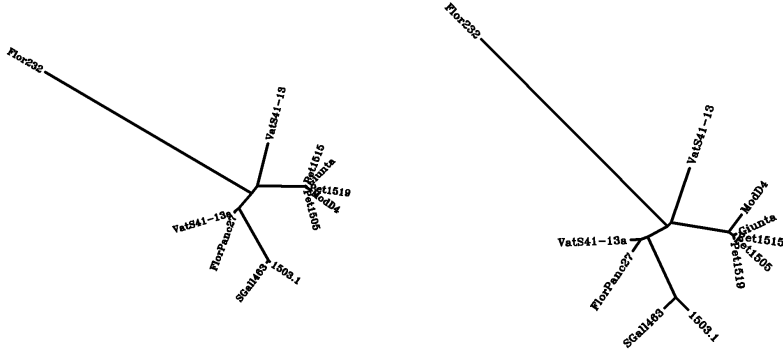 Flor232
VatS41-13
Pet1515
Giunta
Pet1519
ModD4
Pet1505
VatS41-13a
FlorPanc27
SGall463
1503.1
Flor232
VatS41-13
ModD4
Giunta
Pet1515
Pet1505
Pet1519
VatS41-13a
FlorPanc27
SGall463
1503.1